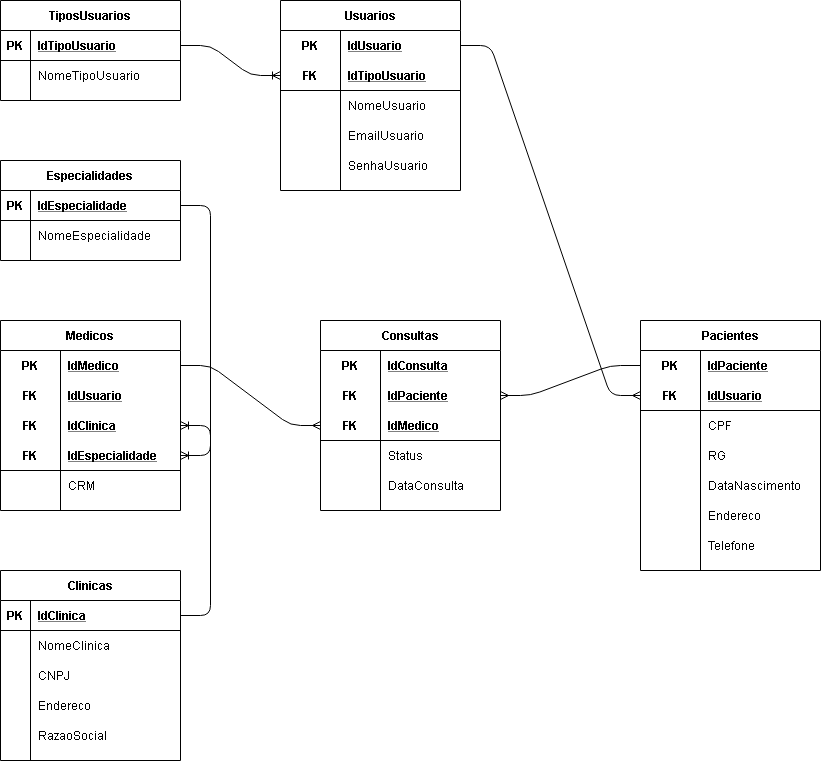 TiposUsuarios
PK IdTipoUsuario
NomeTipoUsuario
Usuarios
PK IdUsuario
FK IdTipoUsuario
NomeUsuario
EmailUsuario
SenhaUsuario
Especialidades
PK IdEspecialidade
NomeEspecialidade
Medicos
PK IdMedico
FK IdUsuario
FK IdClinica
FK IdEspecialidade
CRM
Consultas
PK IdConsulta
FK IdPaciente
FK IdMedico
Status
DataConsulta
Pacientes
PK IdPaciente
FK IdUsuario
CPF
RG
DataNascimento
Endereco
Telefone
Clinicas
PK IdClinica
NomeClinica
CNPJ
Endereco
RazaoSocial